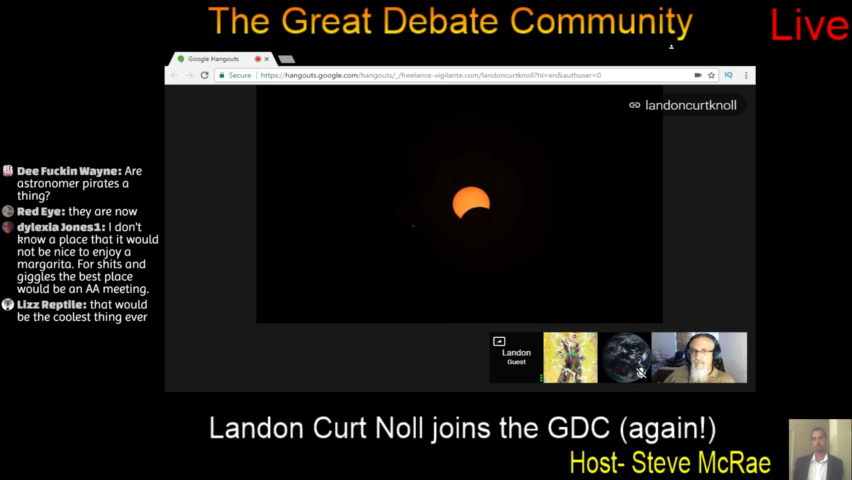 The Great Debate Community
Live
Google Hangouts
Secure
https://hangouts.google.com/hangouts/_/freelance-vigilante.com/landoncurtknoll?hl=en&authuser=0
landoncurtknoll
Dee Fuckin Wayne: Are
astronomer pirates a
thing?
Red Eye: they are now
dylexia Jones1: I don't
know a place that it would
not be nice to enjoy a
margarita. For shits and
giggles the best place
would be an AA meeting.
Lizz Reptile: that would
be the coolest thing ever
Landon
Guest
Landon Curt Noll joins the GDC (again!)
Host- Steve McRae